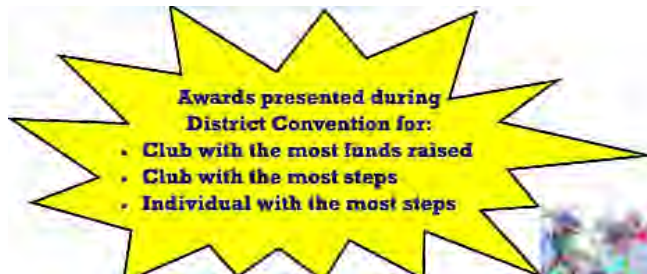 Awards presented during
District Convention for:
• Club with the most funds raised
• Club with the most steps
• Individual with the most steps